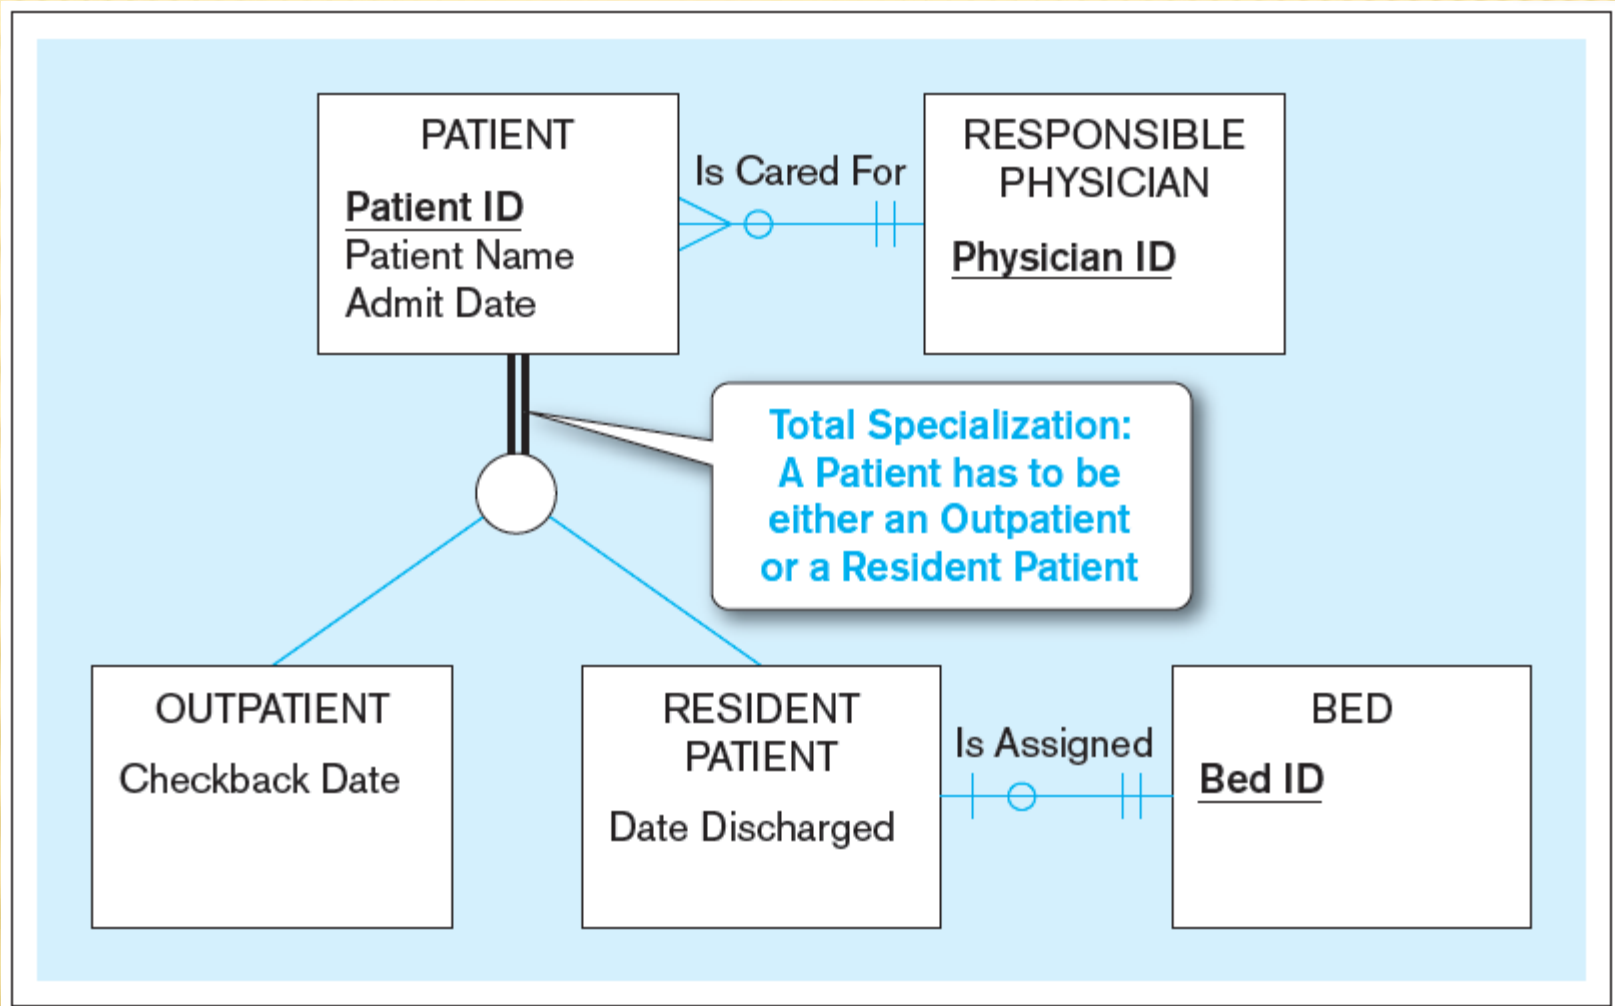 PATIENT
Patient ID
Patient Name
Admit Date
Is Cared For
RESPONSIBLE
PHYSICIAN
Physician ID
Total Specialization:
A Patient has to be
either an Outpatient
or a Resident Patient
OUTPATIENT
Checkback Date
RESIDENT
PATIENT
Date Discharged
Is Assigned
BED
Bed ID